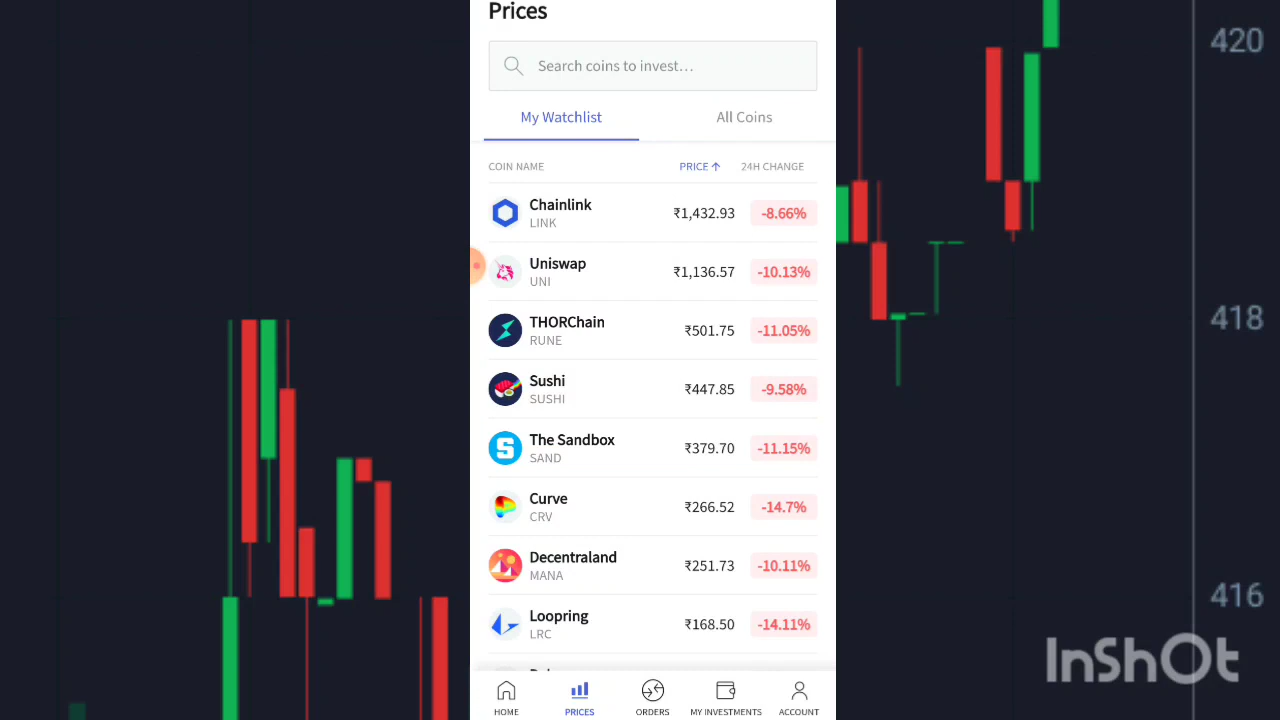 Prices
Search coins to invest…
My Watchlist All Coins
COIN NAME PRICE ↑ 24H CHANGE
Chainlink
LINK
₹1,432.93 -8.66%
Uniswap
UNI
₹1,136.57 -10.13%
THORChain
RUNE
₹501.75 -11.05%
Sushi
SUSHI
₹447.85 -9.58%
The Sandbox
SAND
₹379.70 -11.15%
Curve
CRV
₹266.52 -14.7%
Decentraland
MANA
₹251.73 -10.11%
Loopring
LRC
₹168.50 -14.11%
HOME PRICES ORDERS MY INVESTMENTS ACCOUNT
420
418
416
InShOt